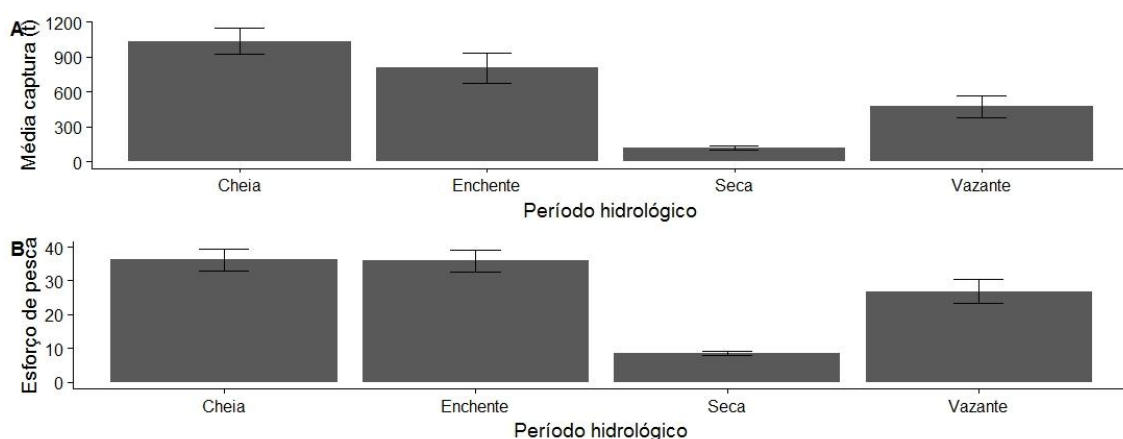 A
Média captura (t)
1200
900
600
300
0
Cheia Enchente Seca Vazante
Período hidrológico
B
Esforço de pesca
40
30
20
10
0
Cheia Enchente Seca Vazante
Período hidrológico